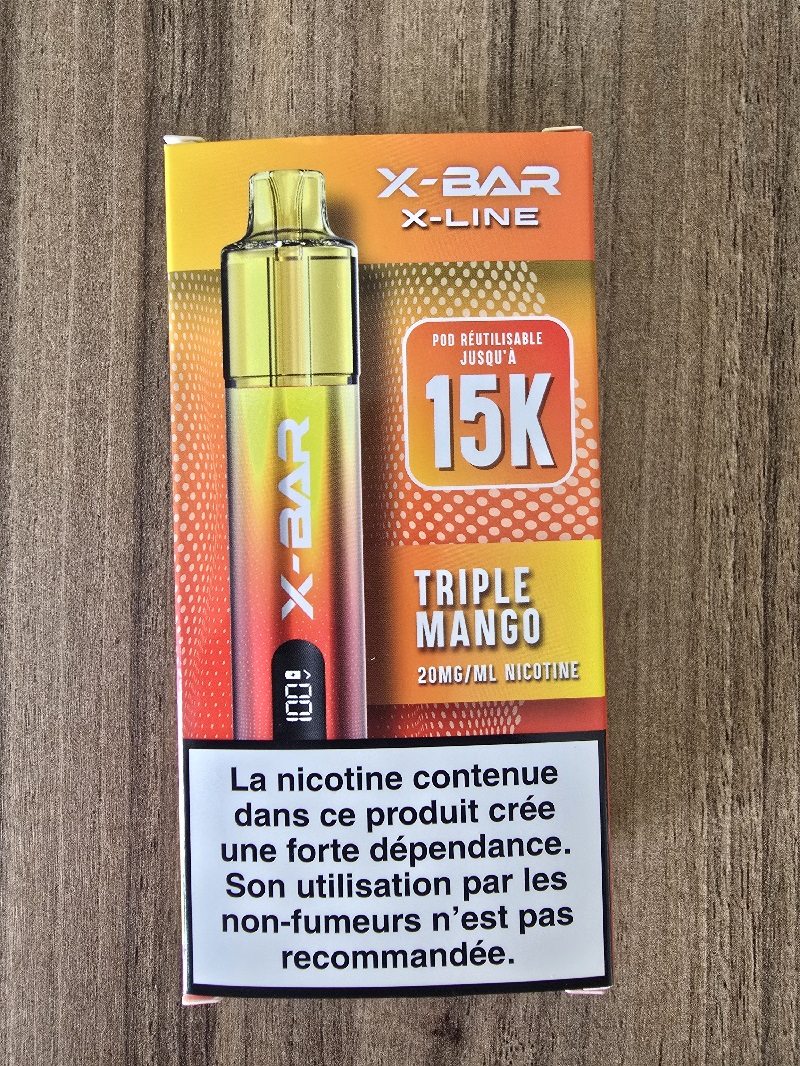 X-BAR
X-LINE
POD RÉUTILISABLE
JUSQU'À
15K
X-BAR
TRIPLE
MANGO
20MG/ML NICOTINE
100
La nicotine contenue
dans ce produit crée
une forte dépendance.
Son utilisation par les
non-fumeurs n'est pas
recommandée.